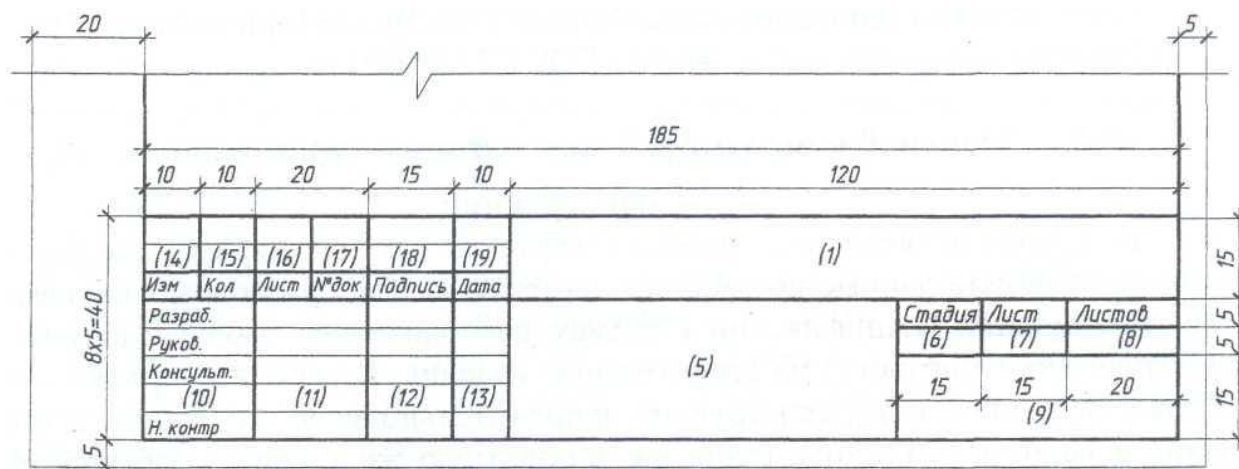 20
5
185
10 10 20 15 10 120
(14) (15) (16) (17) (18) (19) (1) 15
Изм Кол Лист №док Подпись Дата
8х5=40
Разраб. Стадия Лист Листов 5
Руков. (5) (6) (7) (8) 5
Консульт.
(10) (11) (12) (13) 15 15 20 15
(9)
Н. контр
5